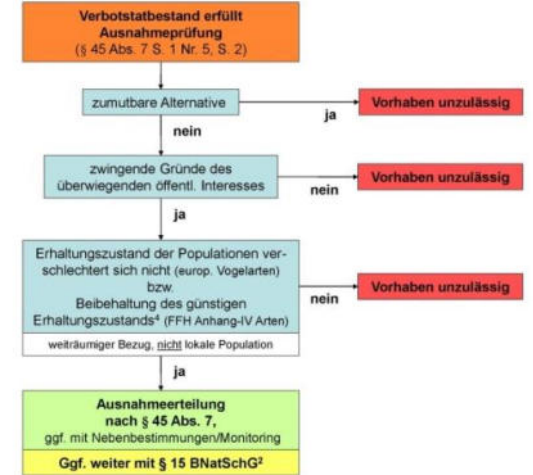 Verbotstatbestand erfüllt
Ausnahmeprüfung
(§ 45 Abs. 7 S. 1 Nr. 5, S. 2)
zumutbare Alternative
ja
Vorhaben unzulässig
nein
zwingende Gründe des
überwiegenden öffentl. Interesses
nein
Vorhaben unzulässig
ja
Erhaltungszustand der Populationen ver-
schlechtert sich nicht (europ. Vogelarten)
bzw.
Beibehaltung des günstigen
Erhaltungszustands⁴ (FFH Anhang-IV Arten)
nein
Vorhaben unzulässig
weiträumiger Bezug, nicht lokale Population
ja
Ausnahmeerteilung
nach § 45 Abs. 7,
ggf. mit Nebenbestimmungen/Monitoring
Ggf. weiter mit § 15 BNatSchG²